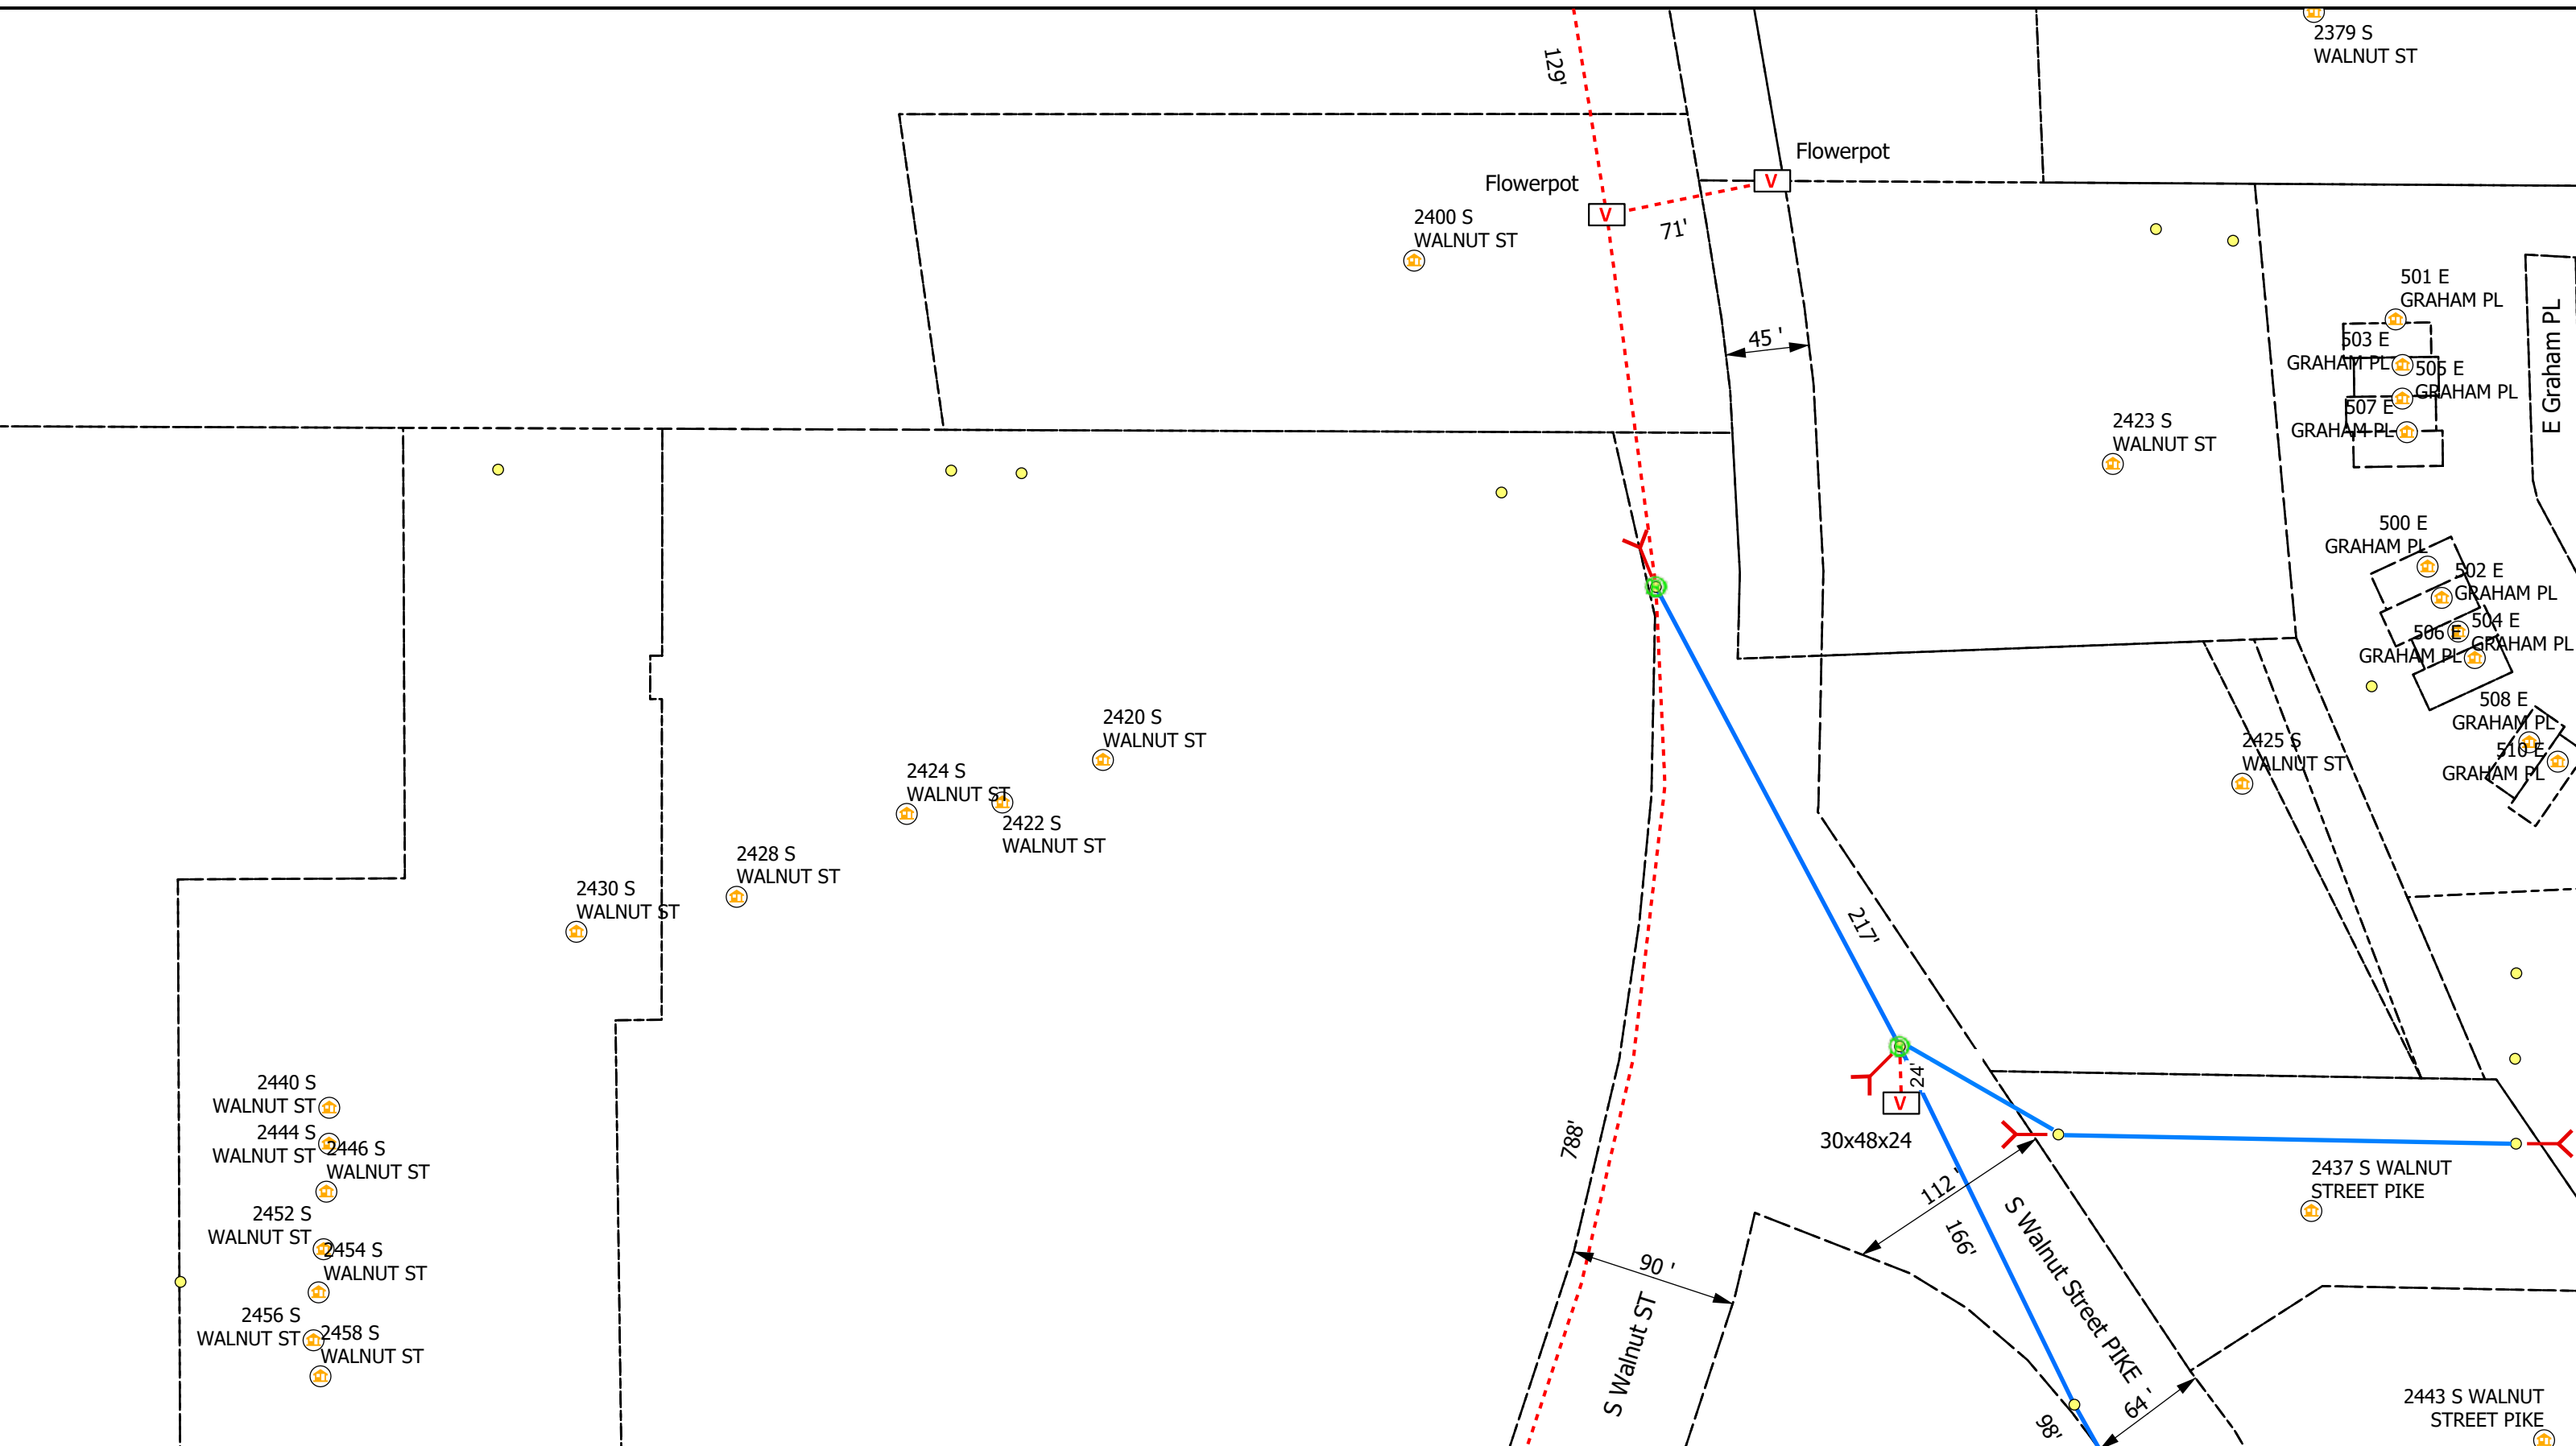 2379 S
WALNUT ST
129'
Flowerpot
V
Flowerpot
V
71'
2400 S
WALNUT ST
45 '
501 E
GRAHAM PL
503 E
GRAHAM PL
505 E
GRAHAM PL
507 E
GRAHAM PL
E Graham PL
2423 S
WALNUT ST
500 E
GRAHAM PL
502 E
GRAHAM PL
504 E
GRAHAM PL
506 E
GRAHAM PL
508 E
GRAHAM PL
510 E
GRAHAM PL
2425 S
WALNUT ST
2420 S
WALNUT ST
2424 S
WALNUT ST
2422 S
WALNUT ST
2428 S
WALNUT ST
2430 S
WALNUT ST
217'
24'
V
30x48x24
788'
112 '
166'
90 '
S Walnut ST
S Walnut Street PIKE
64 '
98'
2437 S WALNUT
STREET PIKE
2443 S WALNUT
STREET PIKE
2440 S
WALNUT ST
2444 S
WALNUT ST
2446 S
WALNUT ST
2452 S
WALNUT ST
2454 S
WALNUT ST
2456 S
WALNUT ST
2458 S
WALNUT ST